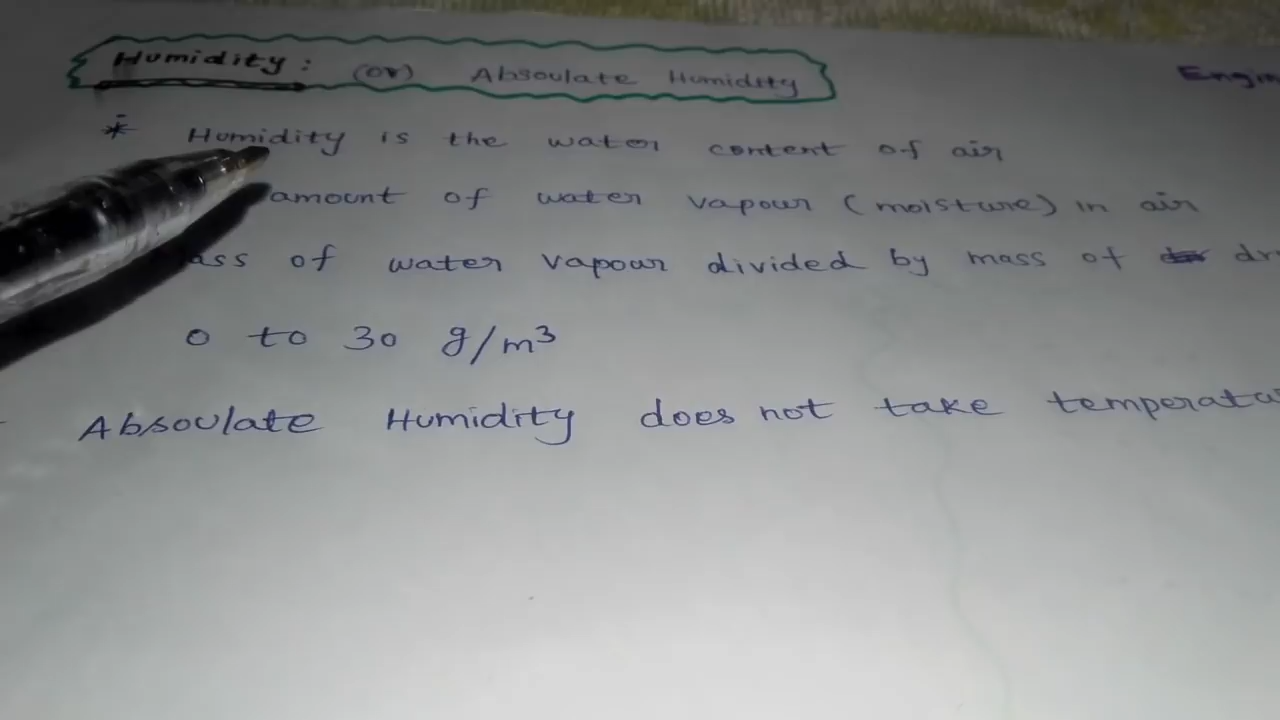 Humidity: (or) Absoulate Humidity
Engin
* Humidity is the water content of air
amount of water vapour (moisture) in air
ass of water vapour divided by mass of dr
0 to 30 g/m³
Absoulate Humidity does not take temperatu